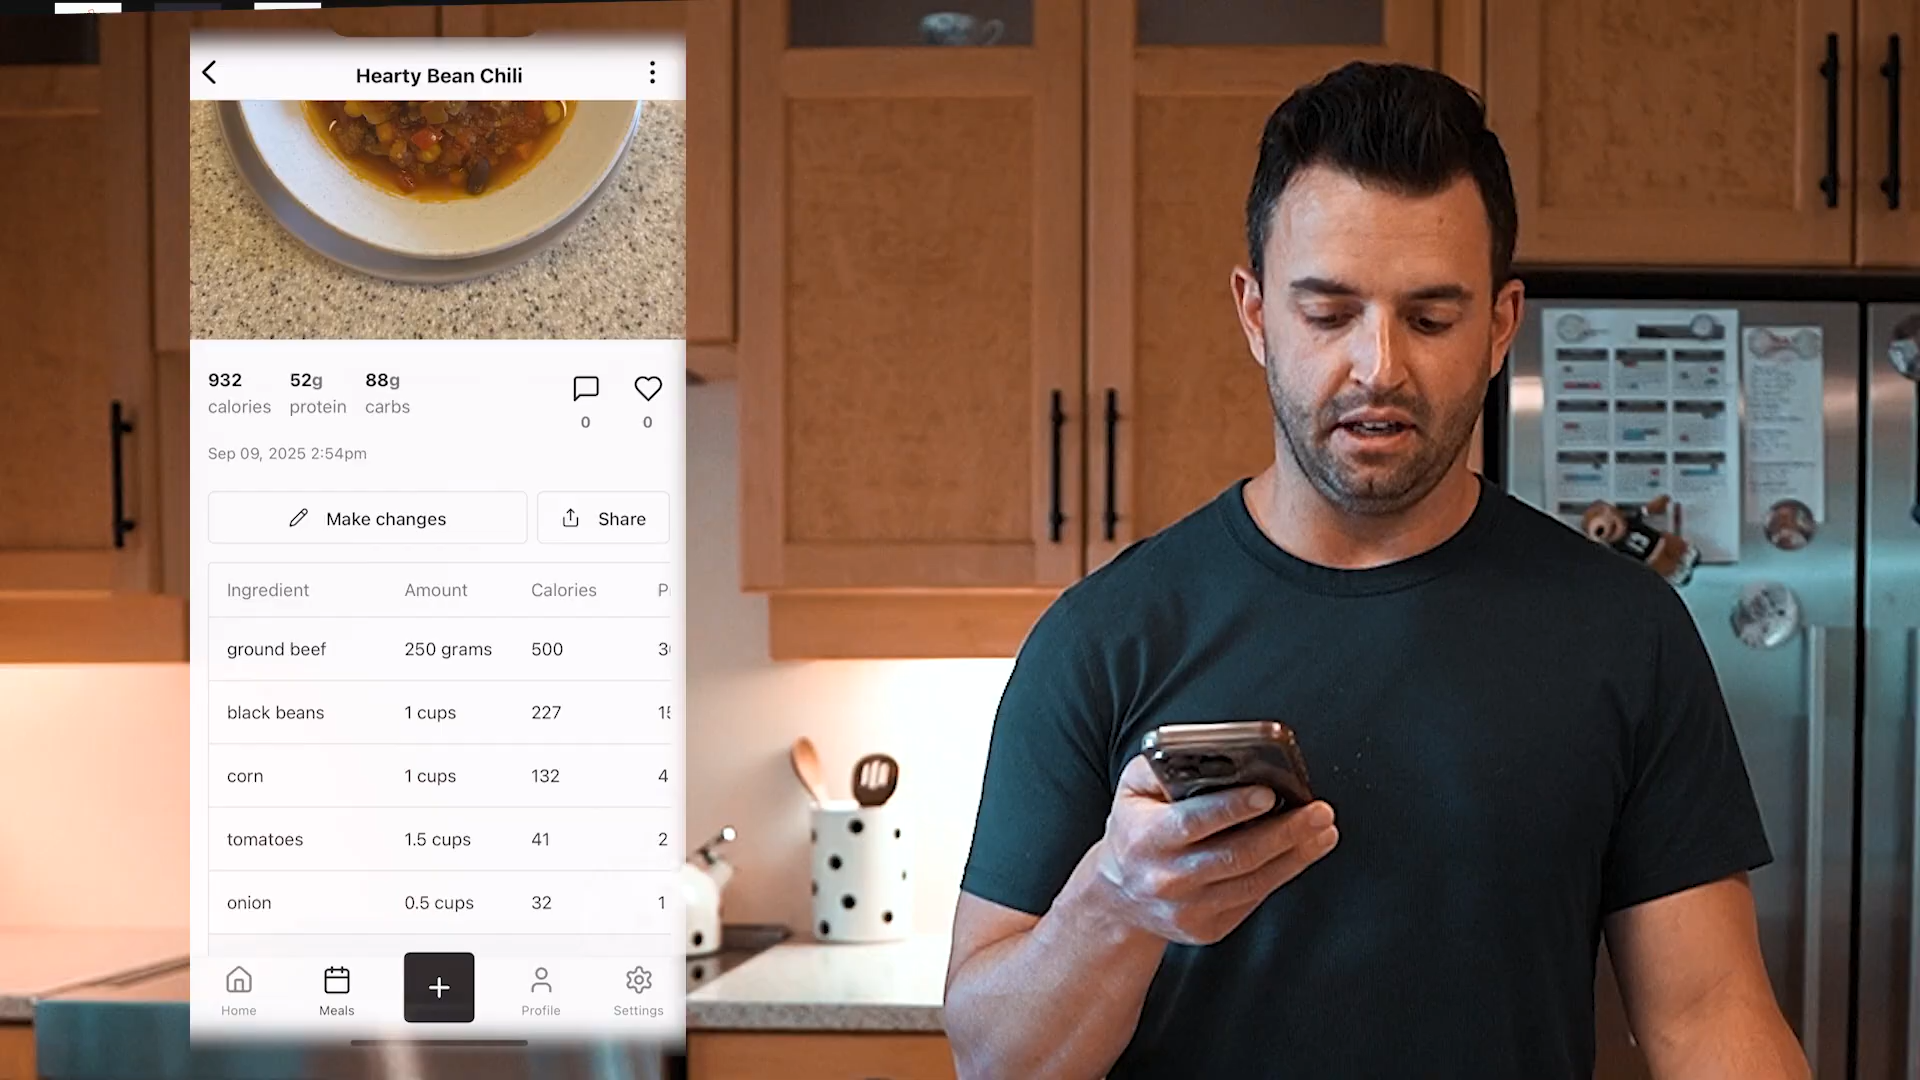 Hearty Bean Chili
932 52g 88g
calories protein carbs
0 0
Sep 09, 2025 2:54pm
Make changes Share
Ingredient Amount Calories
ground beef 250 grams 500
black beans 1 cups 227
corn 1 cups 132 4
tomatoes 1.5 cups 41 2
onion 0.5 cups 32 1
Home Meals + Profile Settings